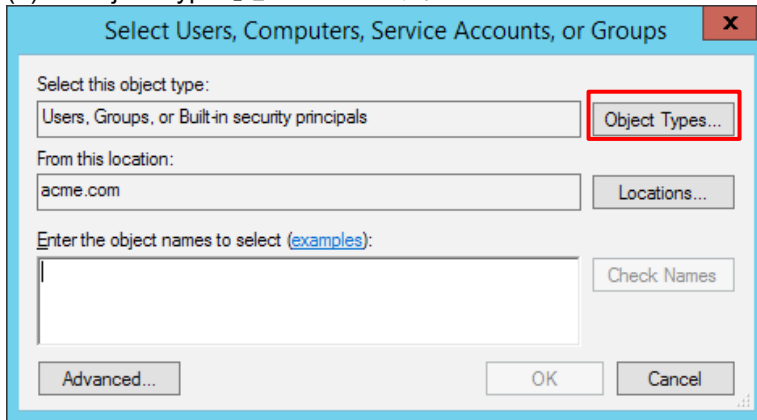 Select Users, Computers, Service Accounts, or Groups
x
Select this object type:
Users, Groups, or Built-in security principals
Object Types...
From this location:
acme.com
Locations...
Enter the object names to select (examples):
Check Names
Advanced...
OK
Cancel